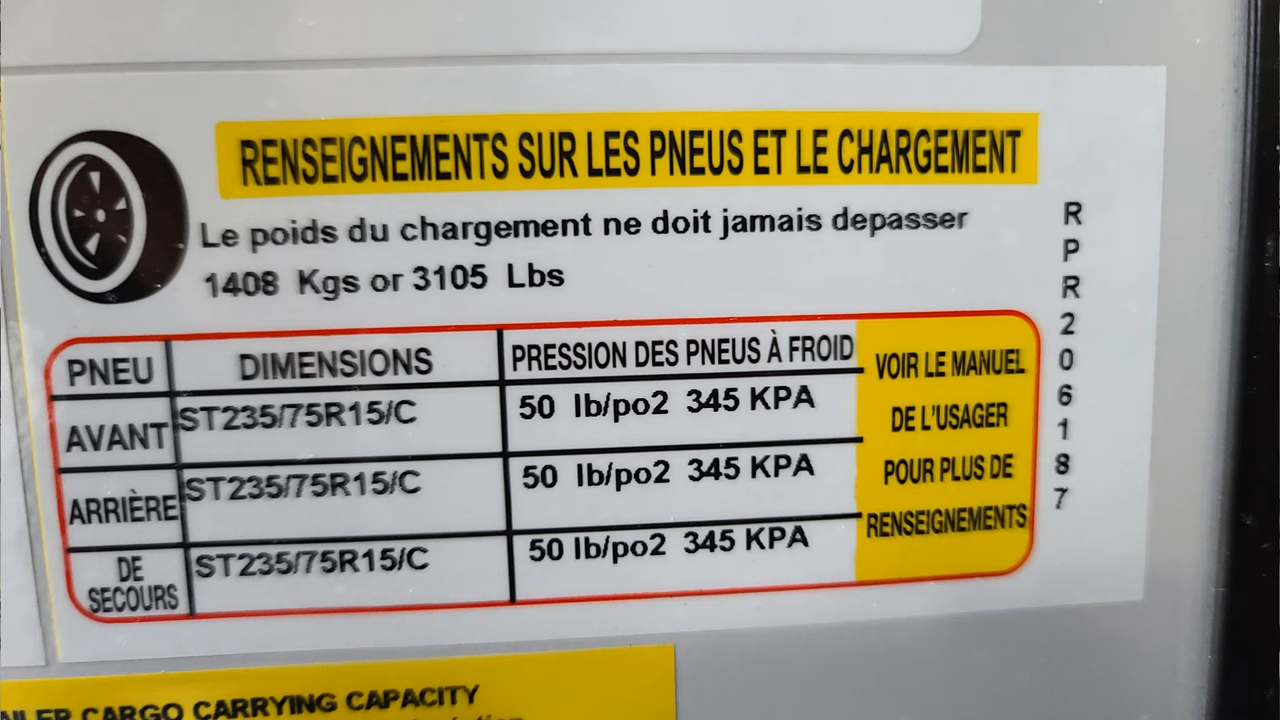 RENSEIGNEMENTS SUR LES PNEUS ET LE CHARGEMENT
Le poids du chargement ne doit jamais depasser
1408 Kgs or 3105 Lbs
PNEU DIMENSIONS PRESSION DES PNEUS À FROID
AVANT ST235/75R15/C 50 lb/po2 345 KPA
ARRIÈRE ST235/75R15/C 50 lb/po2 345 KPA
DE SECOURS ST235/75R15/C 50 lb/po2 345 KPA
VOIR LE MANUEL
DE L'USAGER
POUR PLUS DE
RENSEIGNEMENTS
RPR206187
CARGO CARRYING CAPACITY